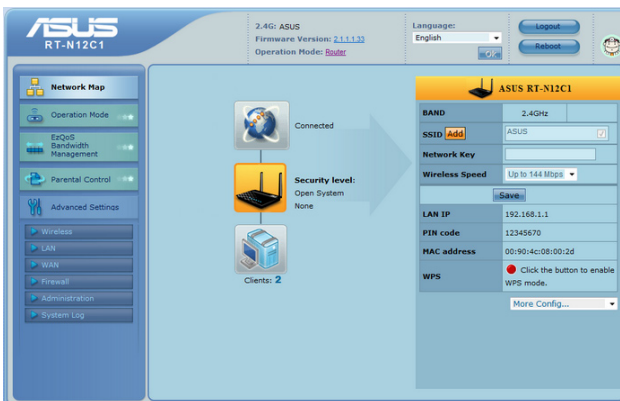 ASUS
RT-N12C1
2.4G: ASUS
Firmware Version: 2.1.1.1.33
Operation Mode: Router
Language:
English
Logout
Reboot
Network Map
Operation Mode
EzQoS
Bandwidth
Management
Parental Control
Advanced Settings
Wireless
LAN
WAN
Firewall
Administration
System Log
Connected
Security level:
Open System
None
Clients: 2
ASUS RT-N12C1
BAND 2.4GHz
SSID Add ASUS
Network Key
Wireless Speed Up to 144 Mbps
Save
LAN IP 192.168.1.1
PIN code 12345670
MAC address 00:90:4c:08:00:2d
WPS Click the button to enable
WPS mode.
More Config...